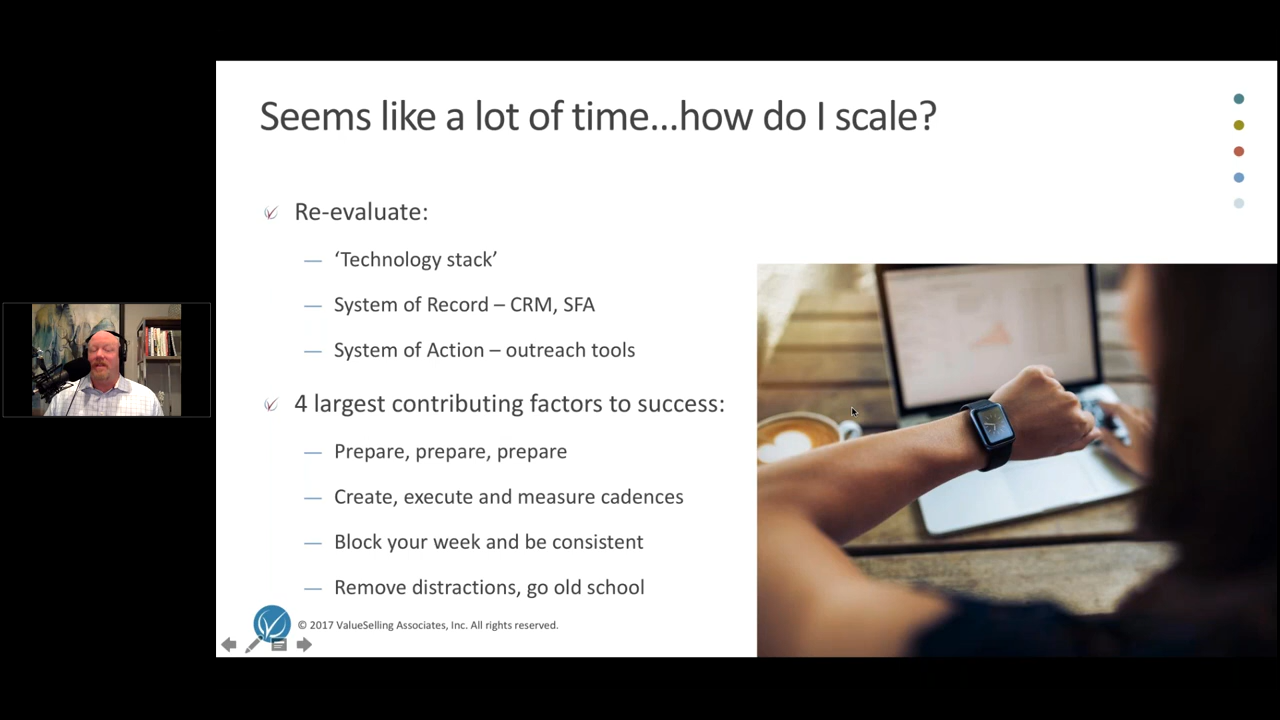 Seems like a lot of time...how do I scale?
Re-evaluate:
— ‘Technology stack’
— System of Record – CRM, SFA
— System of Action – outreach tools
4 largest contributing factors to success:
— Prepare, prepare, prepare
— Create, execute and measure cadences
— Block your week and be consistent
— Remove distractions, go old school
© 2017 ValueSelling Associates, Inc. All rights reserved.